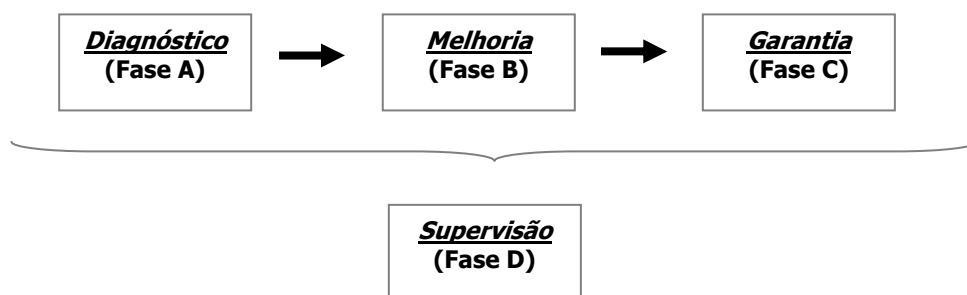 Diagnóstico
(Fase A)
Melhoria
(Fase B)
Garantia
(Fase C)
Supervisão
(Fase D)